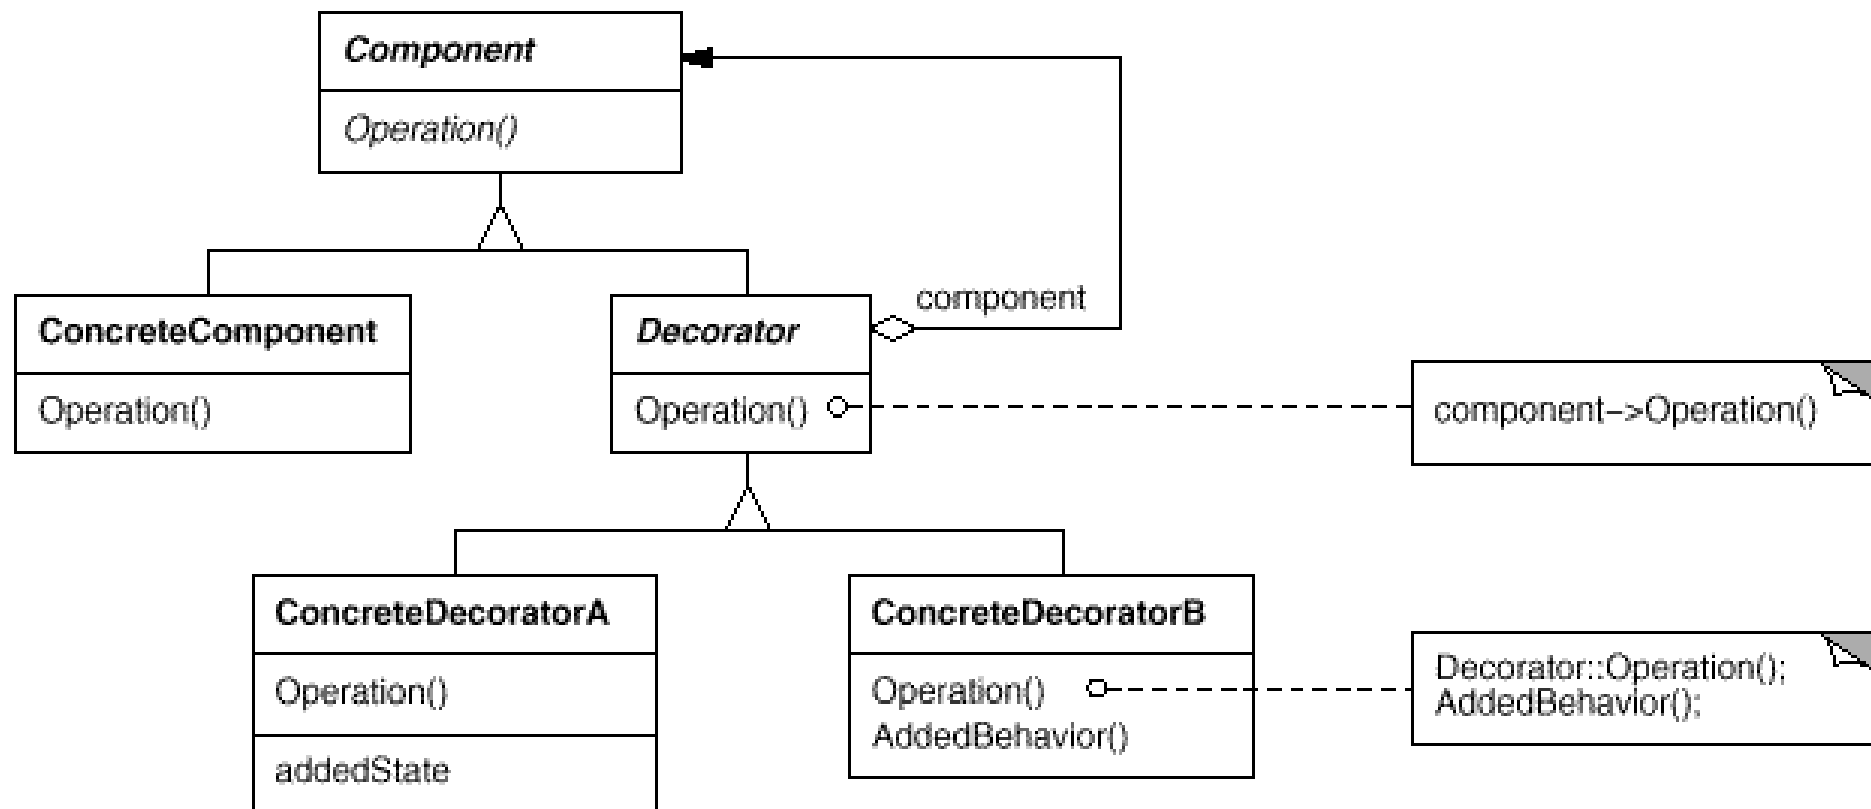 Component
Operation()
ConcreteComponent
Operation()
Decorator
Operation()
component
component–>Operation()
ConcreteDecoratorA
Operation()
addedState
ConcreteDecoratorB
Operation()
AddedBehavior()
Decorator::Operation();
AddedBehavior();